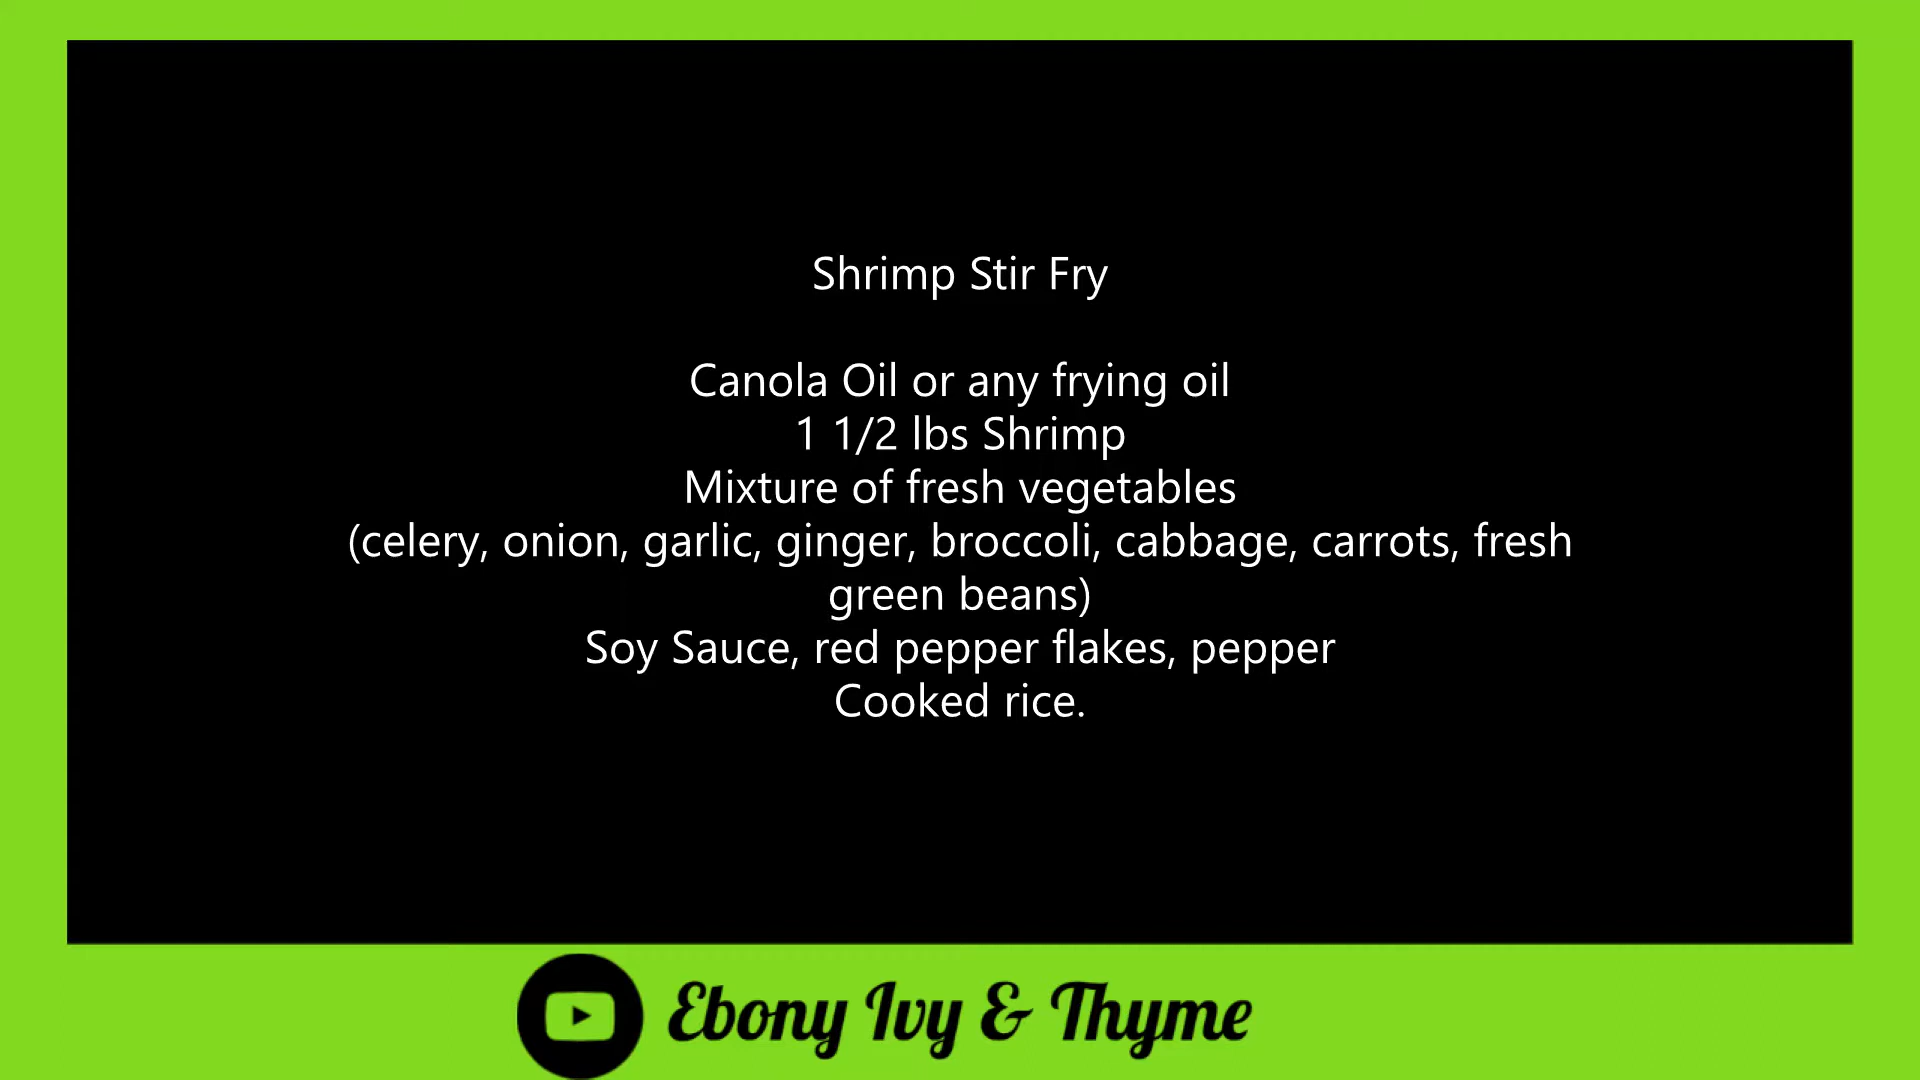 Shrimp Stir Fry
Canola Oil or any frying oil
1 1/2 lbs Shrimp
Mixture of fresh vegetables
(celery, onion, garlic, ginger, broccoli, cabbage, carrots, fresh
green beans)
Soy Sauce, red pepper flakes, pepper
Cooked rice.
Ebony Ivy & Thyme